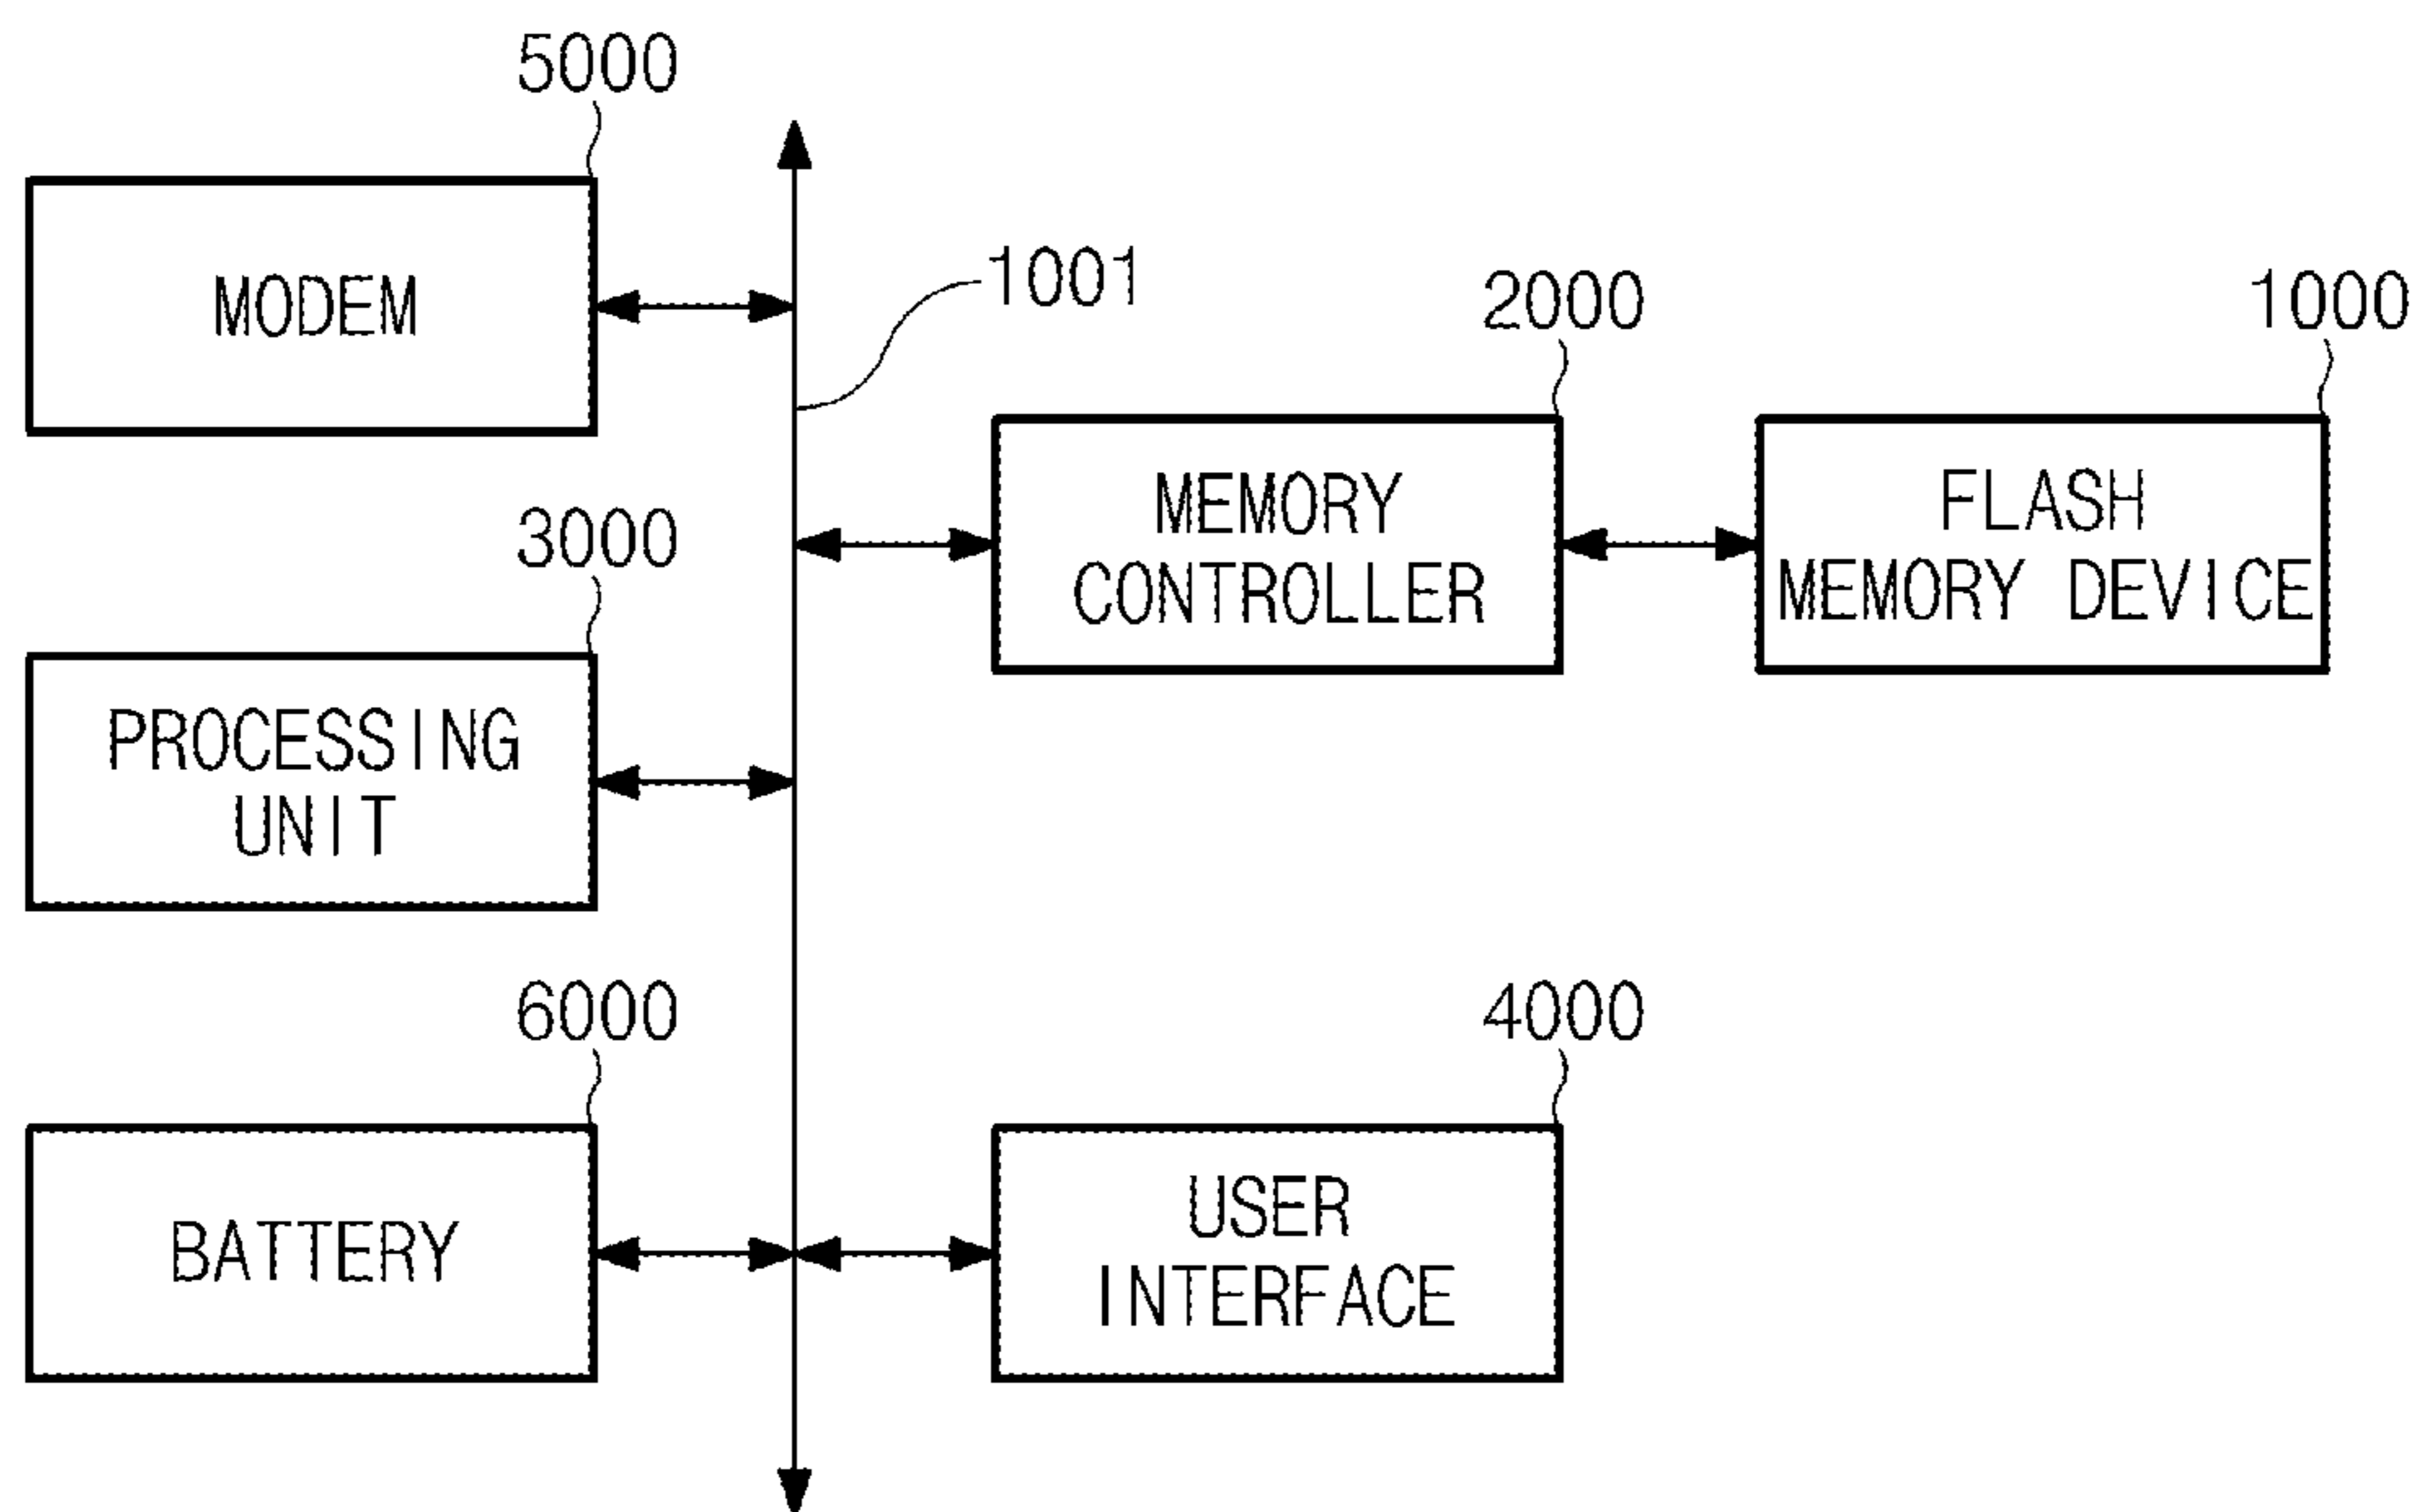 5000
MODEM
1001
2000
1000
MEMORY
CONTROLLER
FLASH
MEMORY DEVICE
3000
PROCESSING
UNIT
6000
BATTERY
4000
USER
INTERFACE